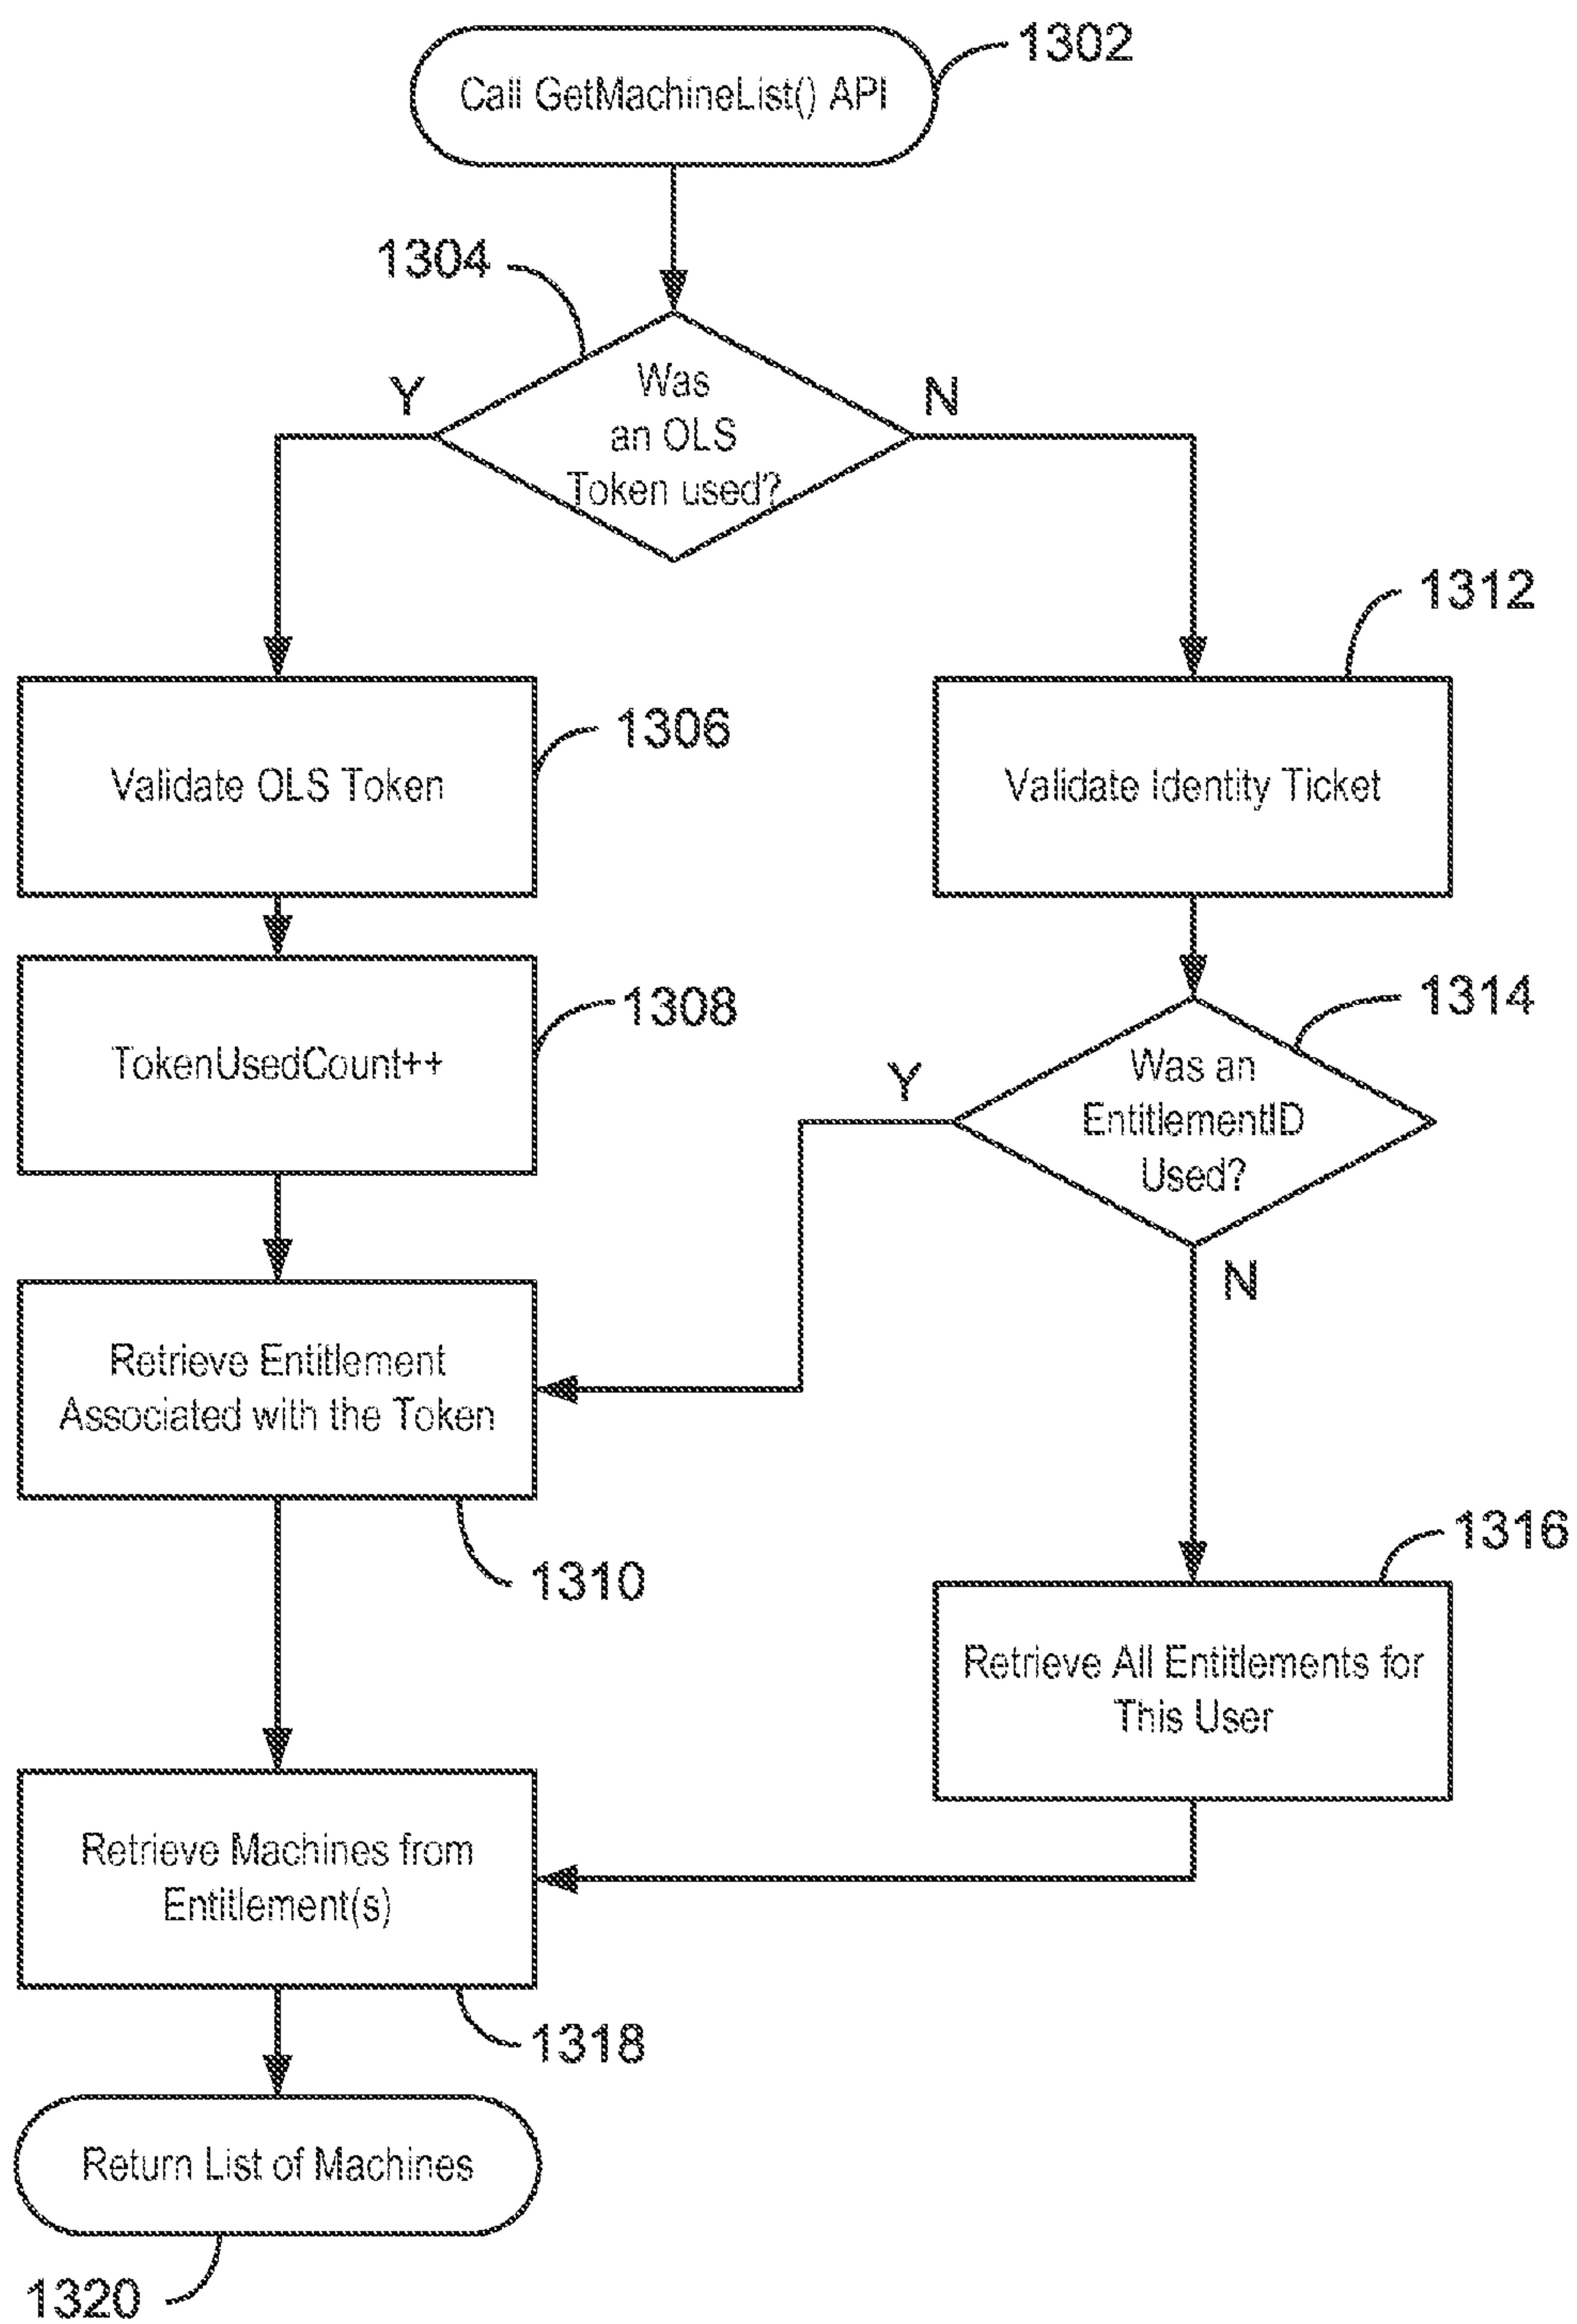 1302
Call GetMachineList() API
1304
Y
N
Was
an OLS
Token used?
1312
1306
Validate OLS Token
Validate Identity Ticket
1308
1314
TokenUsedCount++
Y
Was an
EntitlementID
Used?
N
Retrieve Entitlement
Associated with the Token
1310
1316
Retrieve All Entitlements for
This User
Retrieve Machines from
Entitlement(s)
1318
Return List of Machines
1320